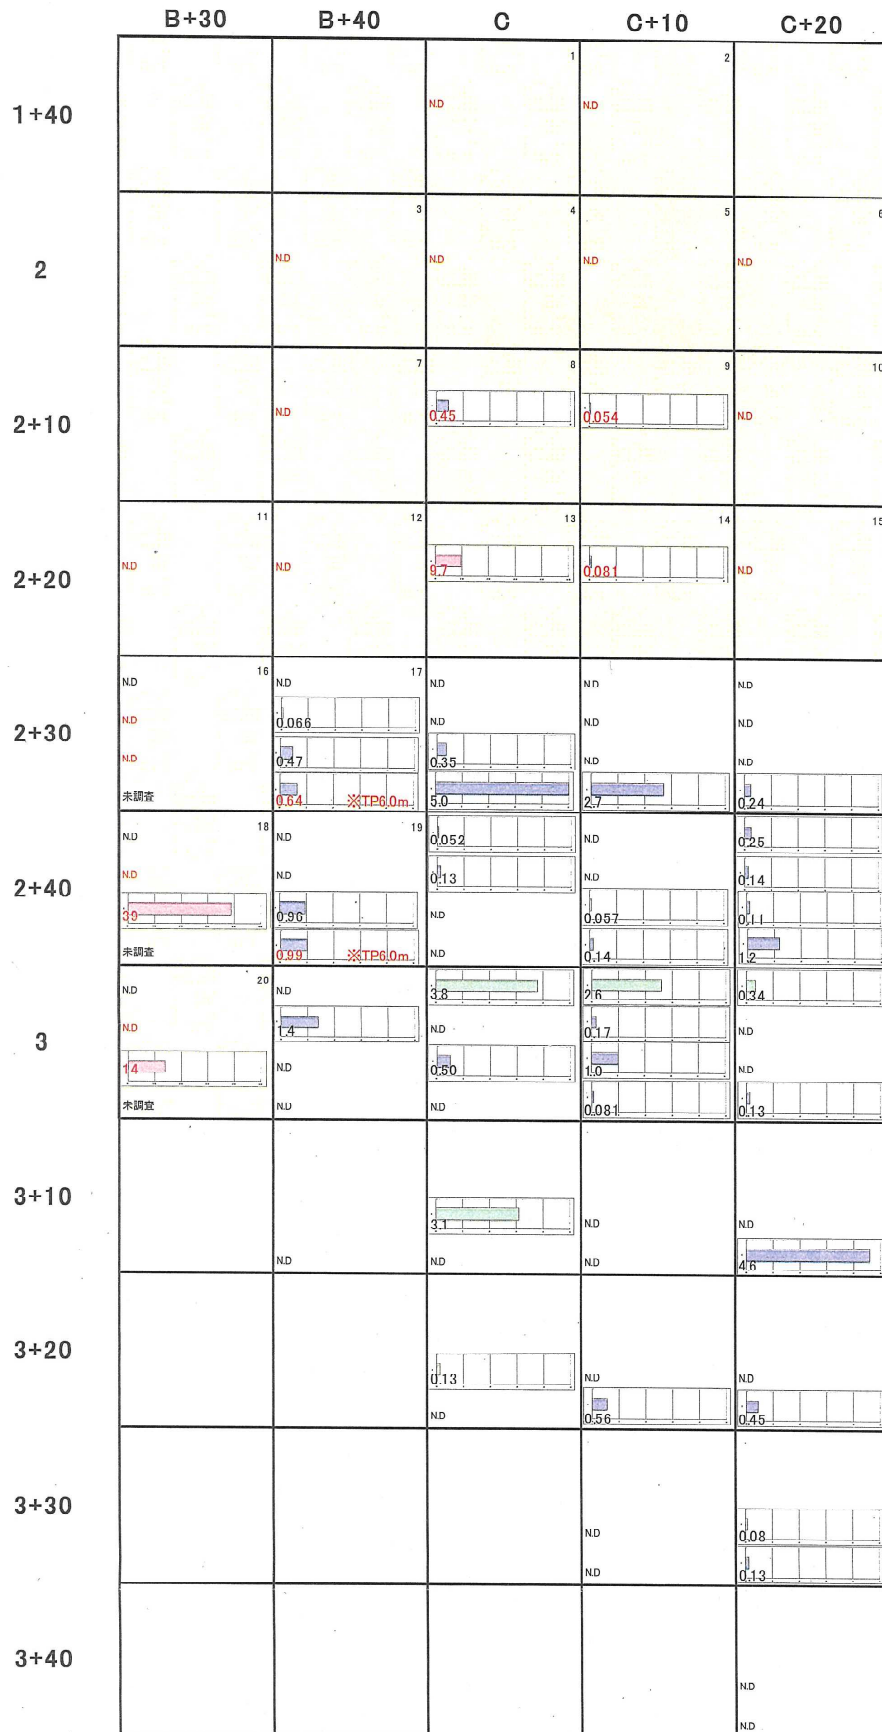 B+30 B+40 C C+10 C+20
1+40
1 2
N.D N.D
2
3 4 5 6
N.D N.D N.D N.D
2+10
7 8 9 10
N.D 0.45 0.054 N.D
2+20
11 12 13 14 15
N.D N.D 9.7 0.081 N.D
2+30
16 17
N.D N.D N.D N.D N.D
N.D 0.066 N.D N.D N.D
N.D 0.47 0.35 N.D N.D
未調査 0.64 ※TP6.0m 5.0 2.7 0.24
2+40
18 19
N.D N.D 0.052 N.D 0.25
N.D N.D 0.13 N.D 0.14
39 0.96 N.D 0.057 0.11
未調査 0.99 ※TP6.0m N.D 0.14 1.2
3
20
N.D N.D 3.8 2.6 0.34
N.D 1.4 N.D 0.17 N.D
14 N.D 0.50 1.0 N.D
未調査 N.D N.D 0.081 0.13
3+10
3.1 N.D N.D
N.D N.D N.D 4.6
3+20
0.13 N.D N.D
N.D 0.56 0.45
3+30
N.D 0.08
N.D 0.13
3+40
N.D
N.D